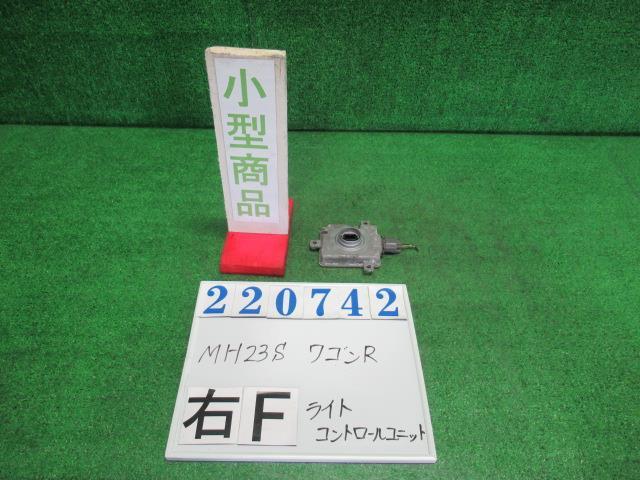 小型商品
220742
MH23S ワゴンR
右F ライト
コントロールユニット